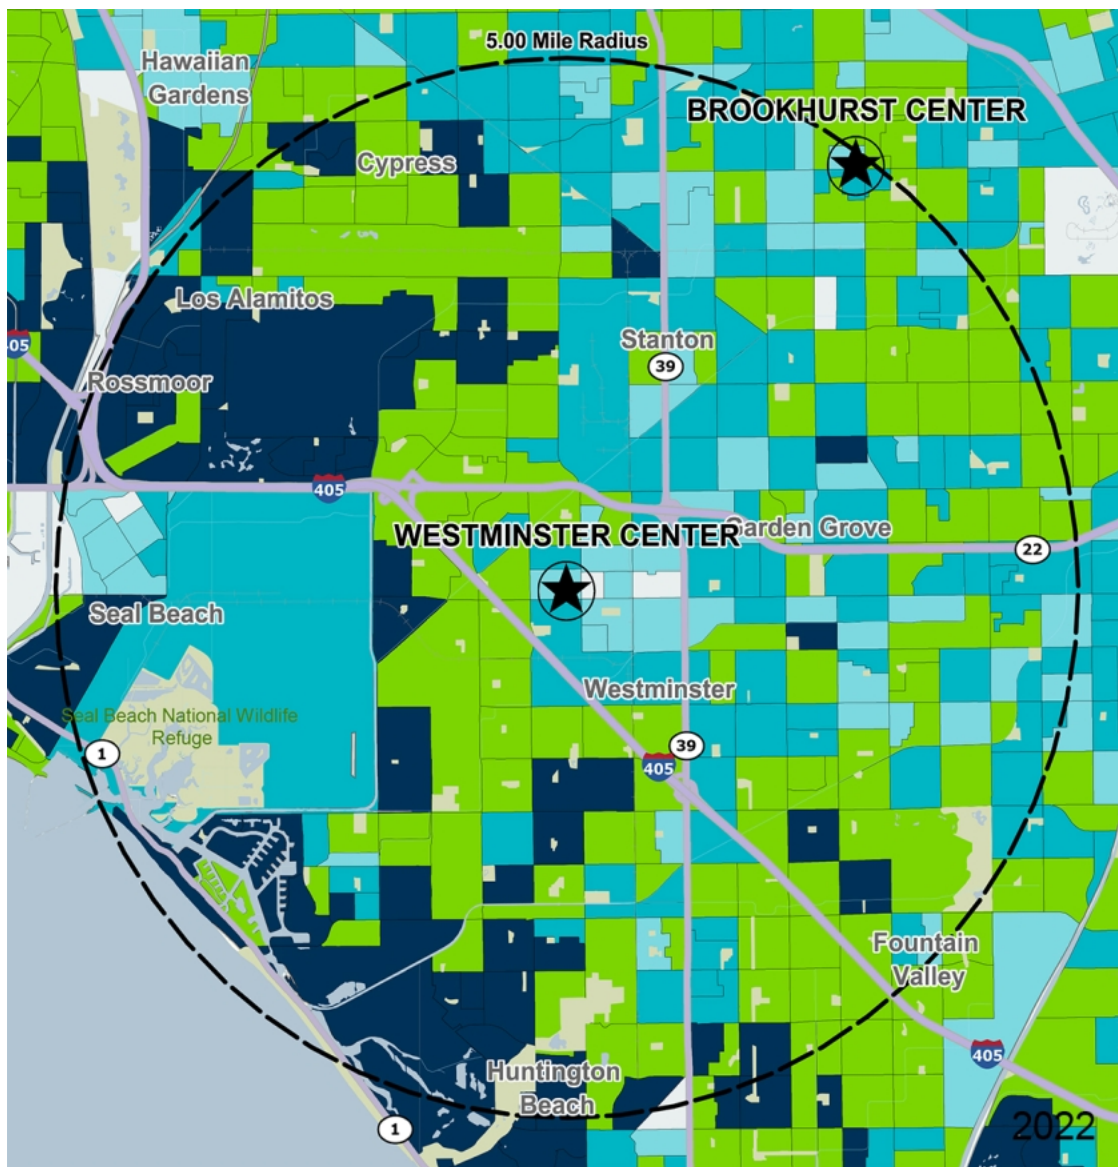 5.00 Mile Radius
Hawaiian
Gardens
BROOKHURST CENTER
Cypress
Los Alamitos
Stanton
405
39
Rossmoor
405
WESTMINSTER CENTER
Garden Grove
22
Seal Beach
Westminster
Seal Beach National Wildlife
Refuge
1
39
405
Fountain
Valley
405
Huntington
Beach
1
2022